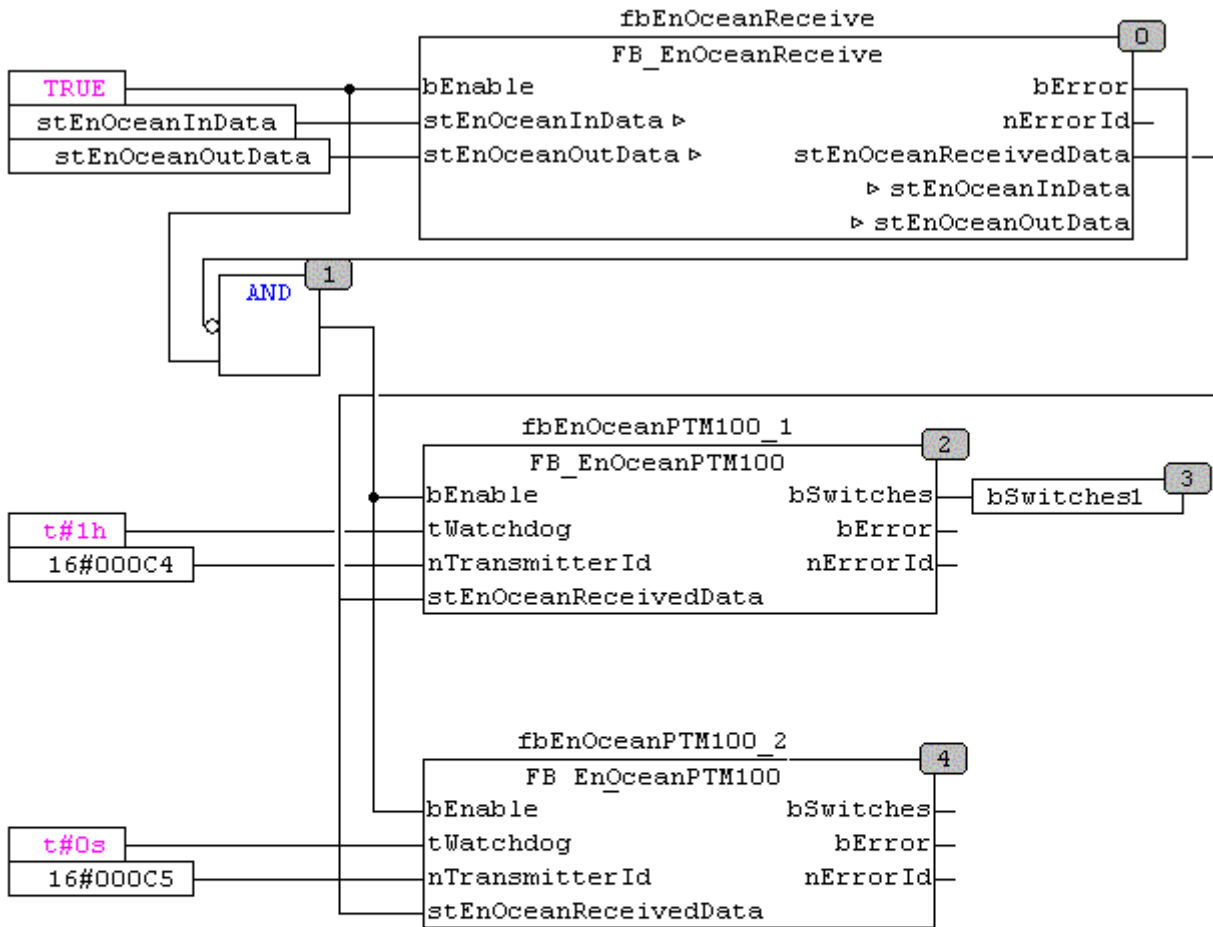 fbEnOceanReceive
0
FB_EnOceanReceive
TRUE
bEnable
bError
stEnOceanInData
stEnOceanInData
nErrorId
stEnOceanOutData
stEnOceanOutData
stEnOceanReceivedData
stEnOceanInData
stEnOceanOutData
1
AND
fbEnOceanPTM100_1
2
FB_EnOceanPTM100
bEnable
bSwitches
bSwitches1
3
t#1h
tWatchdog
bError
16#000C4
nTransmitterId
nErrorId
stEnOceanReceivedData
fbEnOceanPTM100_2
4
FB_EnOceanPTM100
bEnable
bSwitches
t#0s
tWatchdog
bError
16#000C5
nTransmitterId
nErrorId
stEnOceanReceivedData